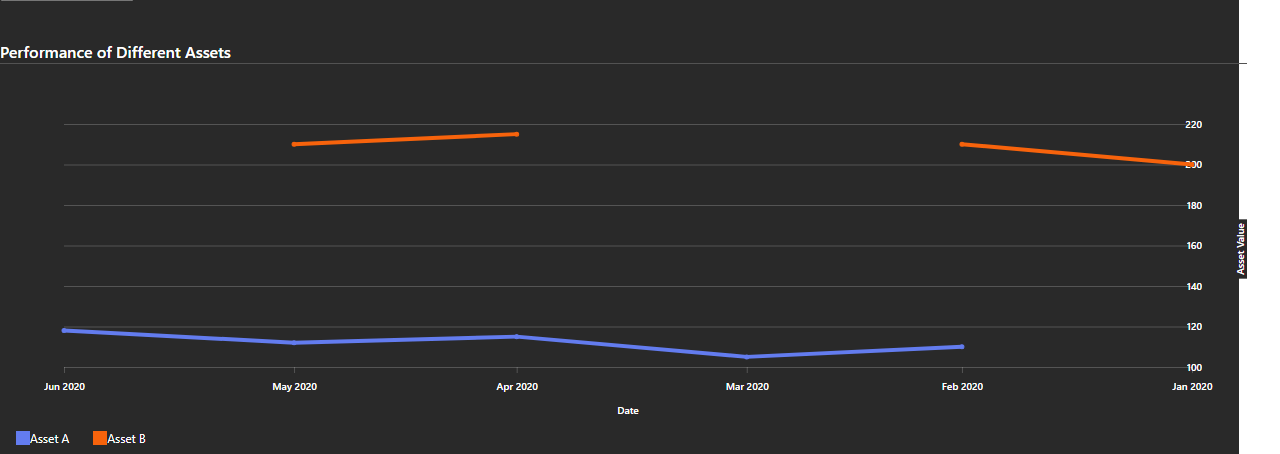 Performance of Different Assets
220
200
180
160
140
120
100
Asset Value
Jun 2020 May 2020 Apr 2020 Mar 2020 Feb 2020 Jan 2020
Date
Asset A Asset B